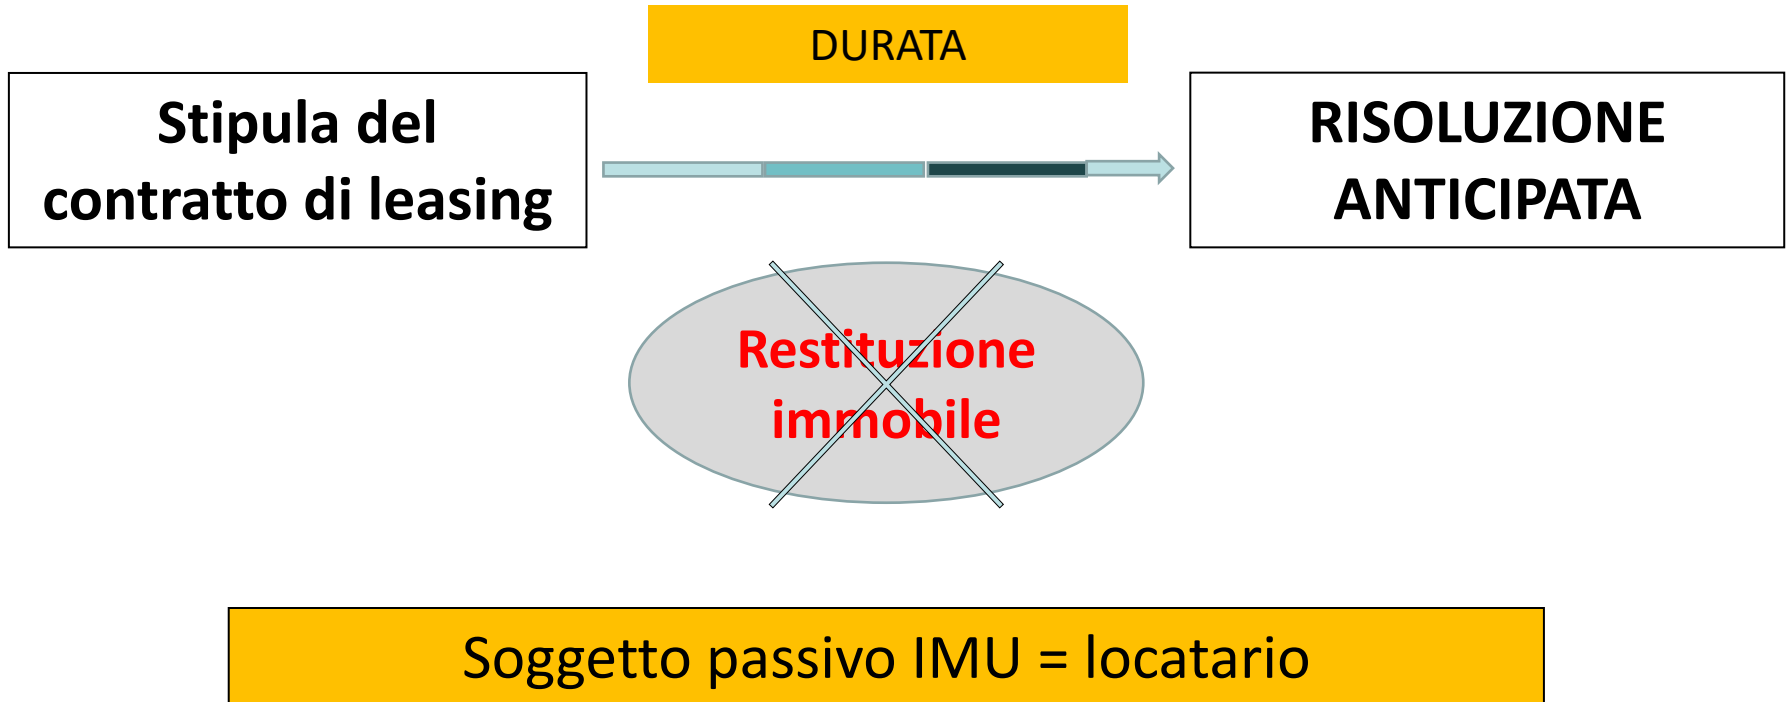 DURATA
Stipula del
contratto di leasing
RISOLUZIONE
ANTICIPATA
Restituzione
immobile
Soggetto passivo IMU = locatario